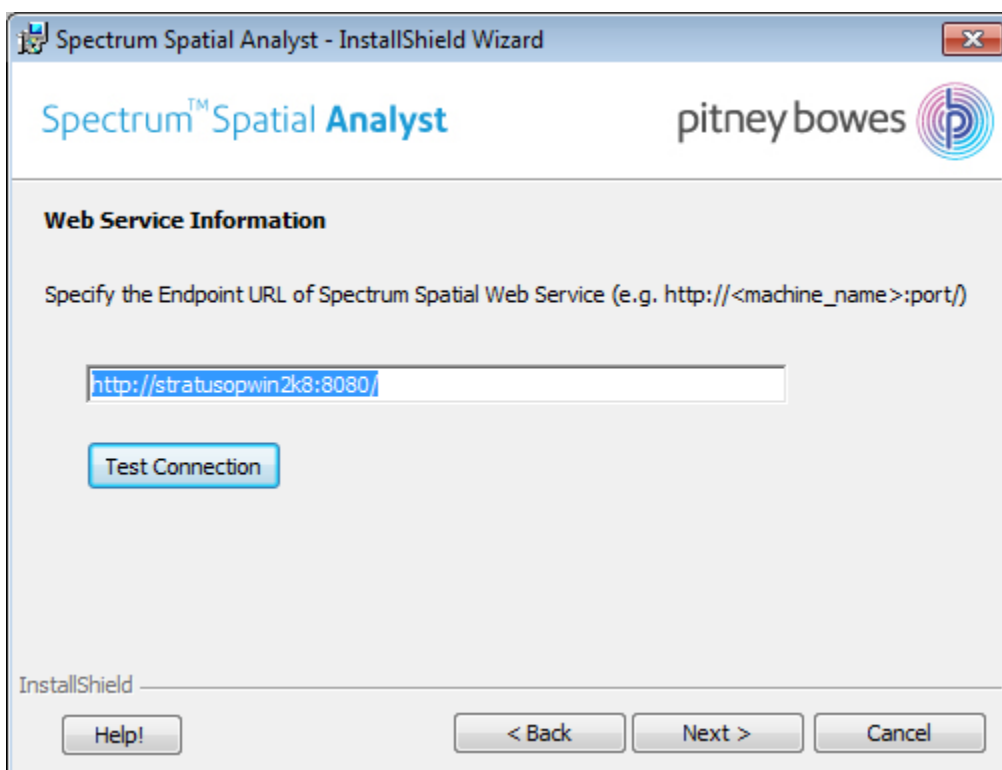 Spectrum Spatial Analyst - InstallShield Wizard
Spectrum™ Spatial Analyst
pitney bowes
Web Service Information
Specify the Endpoint URL of Spectrum Spatial Web Service (e.g. http://<machine_name>:port/)
http://stratusopwin2k8:8080/
Test Connection
InstallShield
Help! < Back Next > Cancel